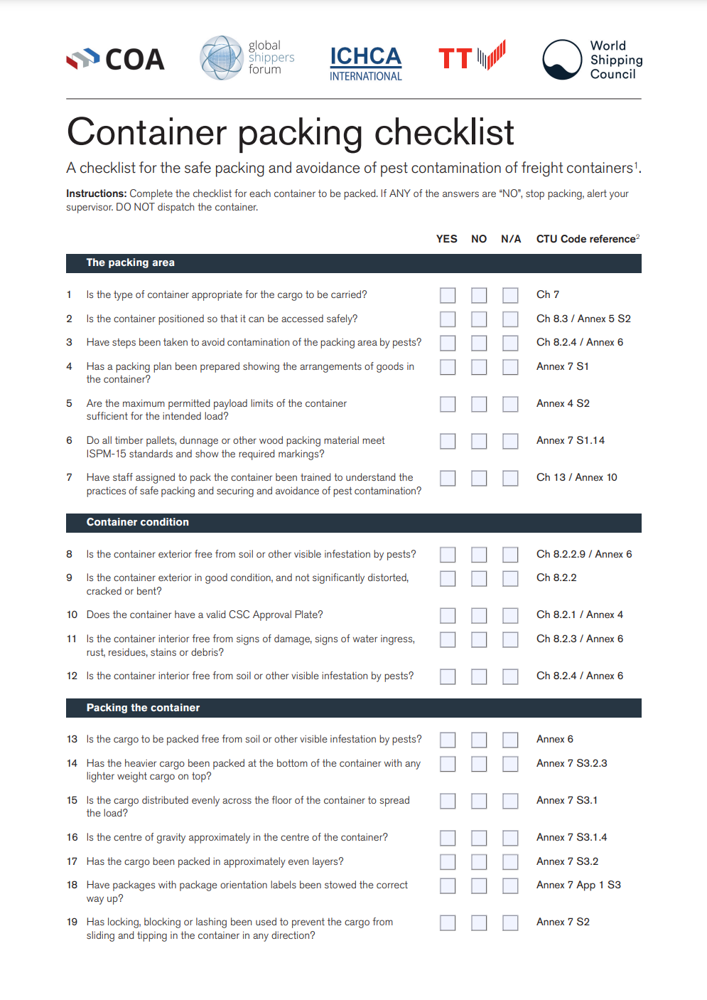 COA
global
shippers
forum
ICHCA
INTERNATIONAL
TT
World
Shipping
Council
Container packing checklist
A checklist for the safe packing and avoidance of pest contamination of freight containers¹.
Instructions: Complete the checklist for each container to be packed. If ANY of the answers are “NO”, stop packing, alert your
supervisor. DO NOT dispatch the container.
YES NO N/A CTU Code reference²
The packing area
1 Is the type of container appropriate for the cargo to be carried? Ch 7
2 Is the container positioned so that it can be accessed safely? Ch 8.3 / Annex 5 S2
3 Have steps been taken to avoid contamination of the packing area by pests? Ch 8.2.4 / Annex 6
4 Has a packing plan been prepared showing the arrangements of goods in Annex 7 S1
the container?
5 Are the maximum permitted payload limits of the container Annex 4 S2
sufficient for the intended load?
6 Do all timber pallets, dunnage or other wood packing material meet Annex 7 S1.14
ISPM-15 standards and show the required markings?
7 Have staff assigned to pack the container been trained to understand the Ch 13 / Annex 10
practices of safe packing and securing and avoidance of pest contamination?
Container condition
8 Is the container exterior free from soil or other visible infestation by pests? Ch 8.2.2.9 / Annex 6
9 Is the container exterior in good condition, and not significantly distorted, Ch 8.2.2
cracked or bent?
10 Does the container have a valid CSC Approval Plate? Ch 8.2.1 / Annex 4
11 Is the container interior free from signs of damage, signs of water ingress, Ch 8.2.3 / Annex 6
rust, residues, stains or debris?
12 Is the container interior free from soil or other visible infestation by pests? Ch 8.2.4 / Annex 6
Packing the container
13 Is the cargo to be packed free from soil or other visible infestation by pests? Annex 6
14 Has the heavier cargo been packed at the bottom of the container with any Annex 7 S3.2.3
lighter weight cargo on top?
15 Is the cargo distributed evenly across the floor of the container to spread Annex 7 S3.1
the load?
16 Is the centre of gravity approximately in the centre of the container? Annex 7 S3.1.4
17 Has the cargo been packed in approximately even layers? Annex 7 S3.2
18 Have packages with package orientation labels been stowed the correct Annex 7 App 1 S3
way up?
19 Has locking, blocking or lashing been used to prevent the cargo from Annex 7 S2
sliding and tipping in the container in any direction?